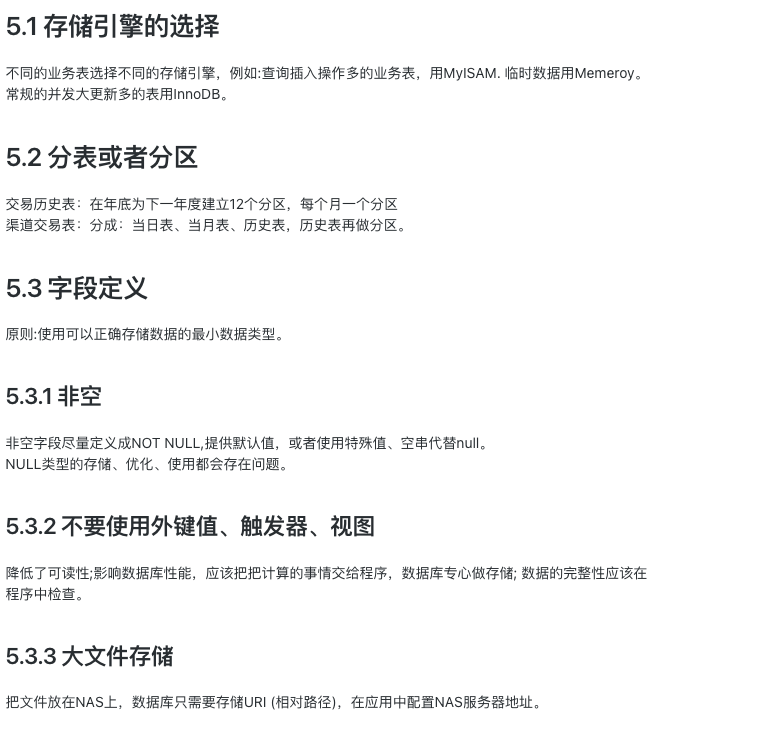 5.1 存储引擎的选择
不同的业务表选择不同的存储引擎，例如:查询插入操作多的业务表，用MyISAM. 临时数据用Memeroy。
常规的并发大更新多的表用InnoDB。
5.2 分表或者分区
交易历史表：在年底为下一年度建立12个分区，每个月一个分区
渠道交易表：分成：当日表、当月表、历史表，历史表再做分区。
5.3 字段定义
原则:使用可以正确存储数据的最小数据类型。
5.3.1 非空
非空字段尽量定义成NOT NULL,提供默认值，或者使用特殊值、空串代替null。
NULL类型的存储、优化、使用都会存在问题。
5.3.2 不要使用外键值、触发器、视图
降低了可读性;影响数据库性能，应该把把计算的事情交给程序，数据库专心做存储; 数据的完整性应该在
程序中检查。
5.3.3 大文件存储
把文件放在NAS上，数据库只需要存储URI (相对路径)，在应用中配置NAS服务器地址。